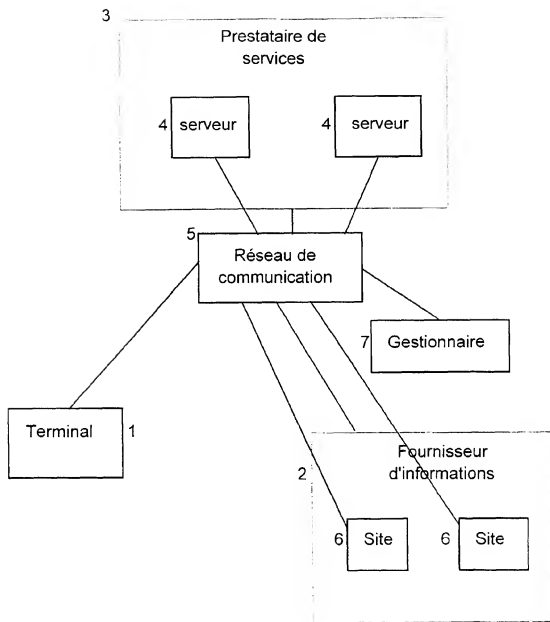 3
Prestataire de
services
4 serveur
4 serveur
5
Réseau de
communication
7 Gestionnaire
Terminal 1
Fournisseur
d'informations
2
6 Site
6 Site